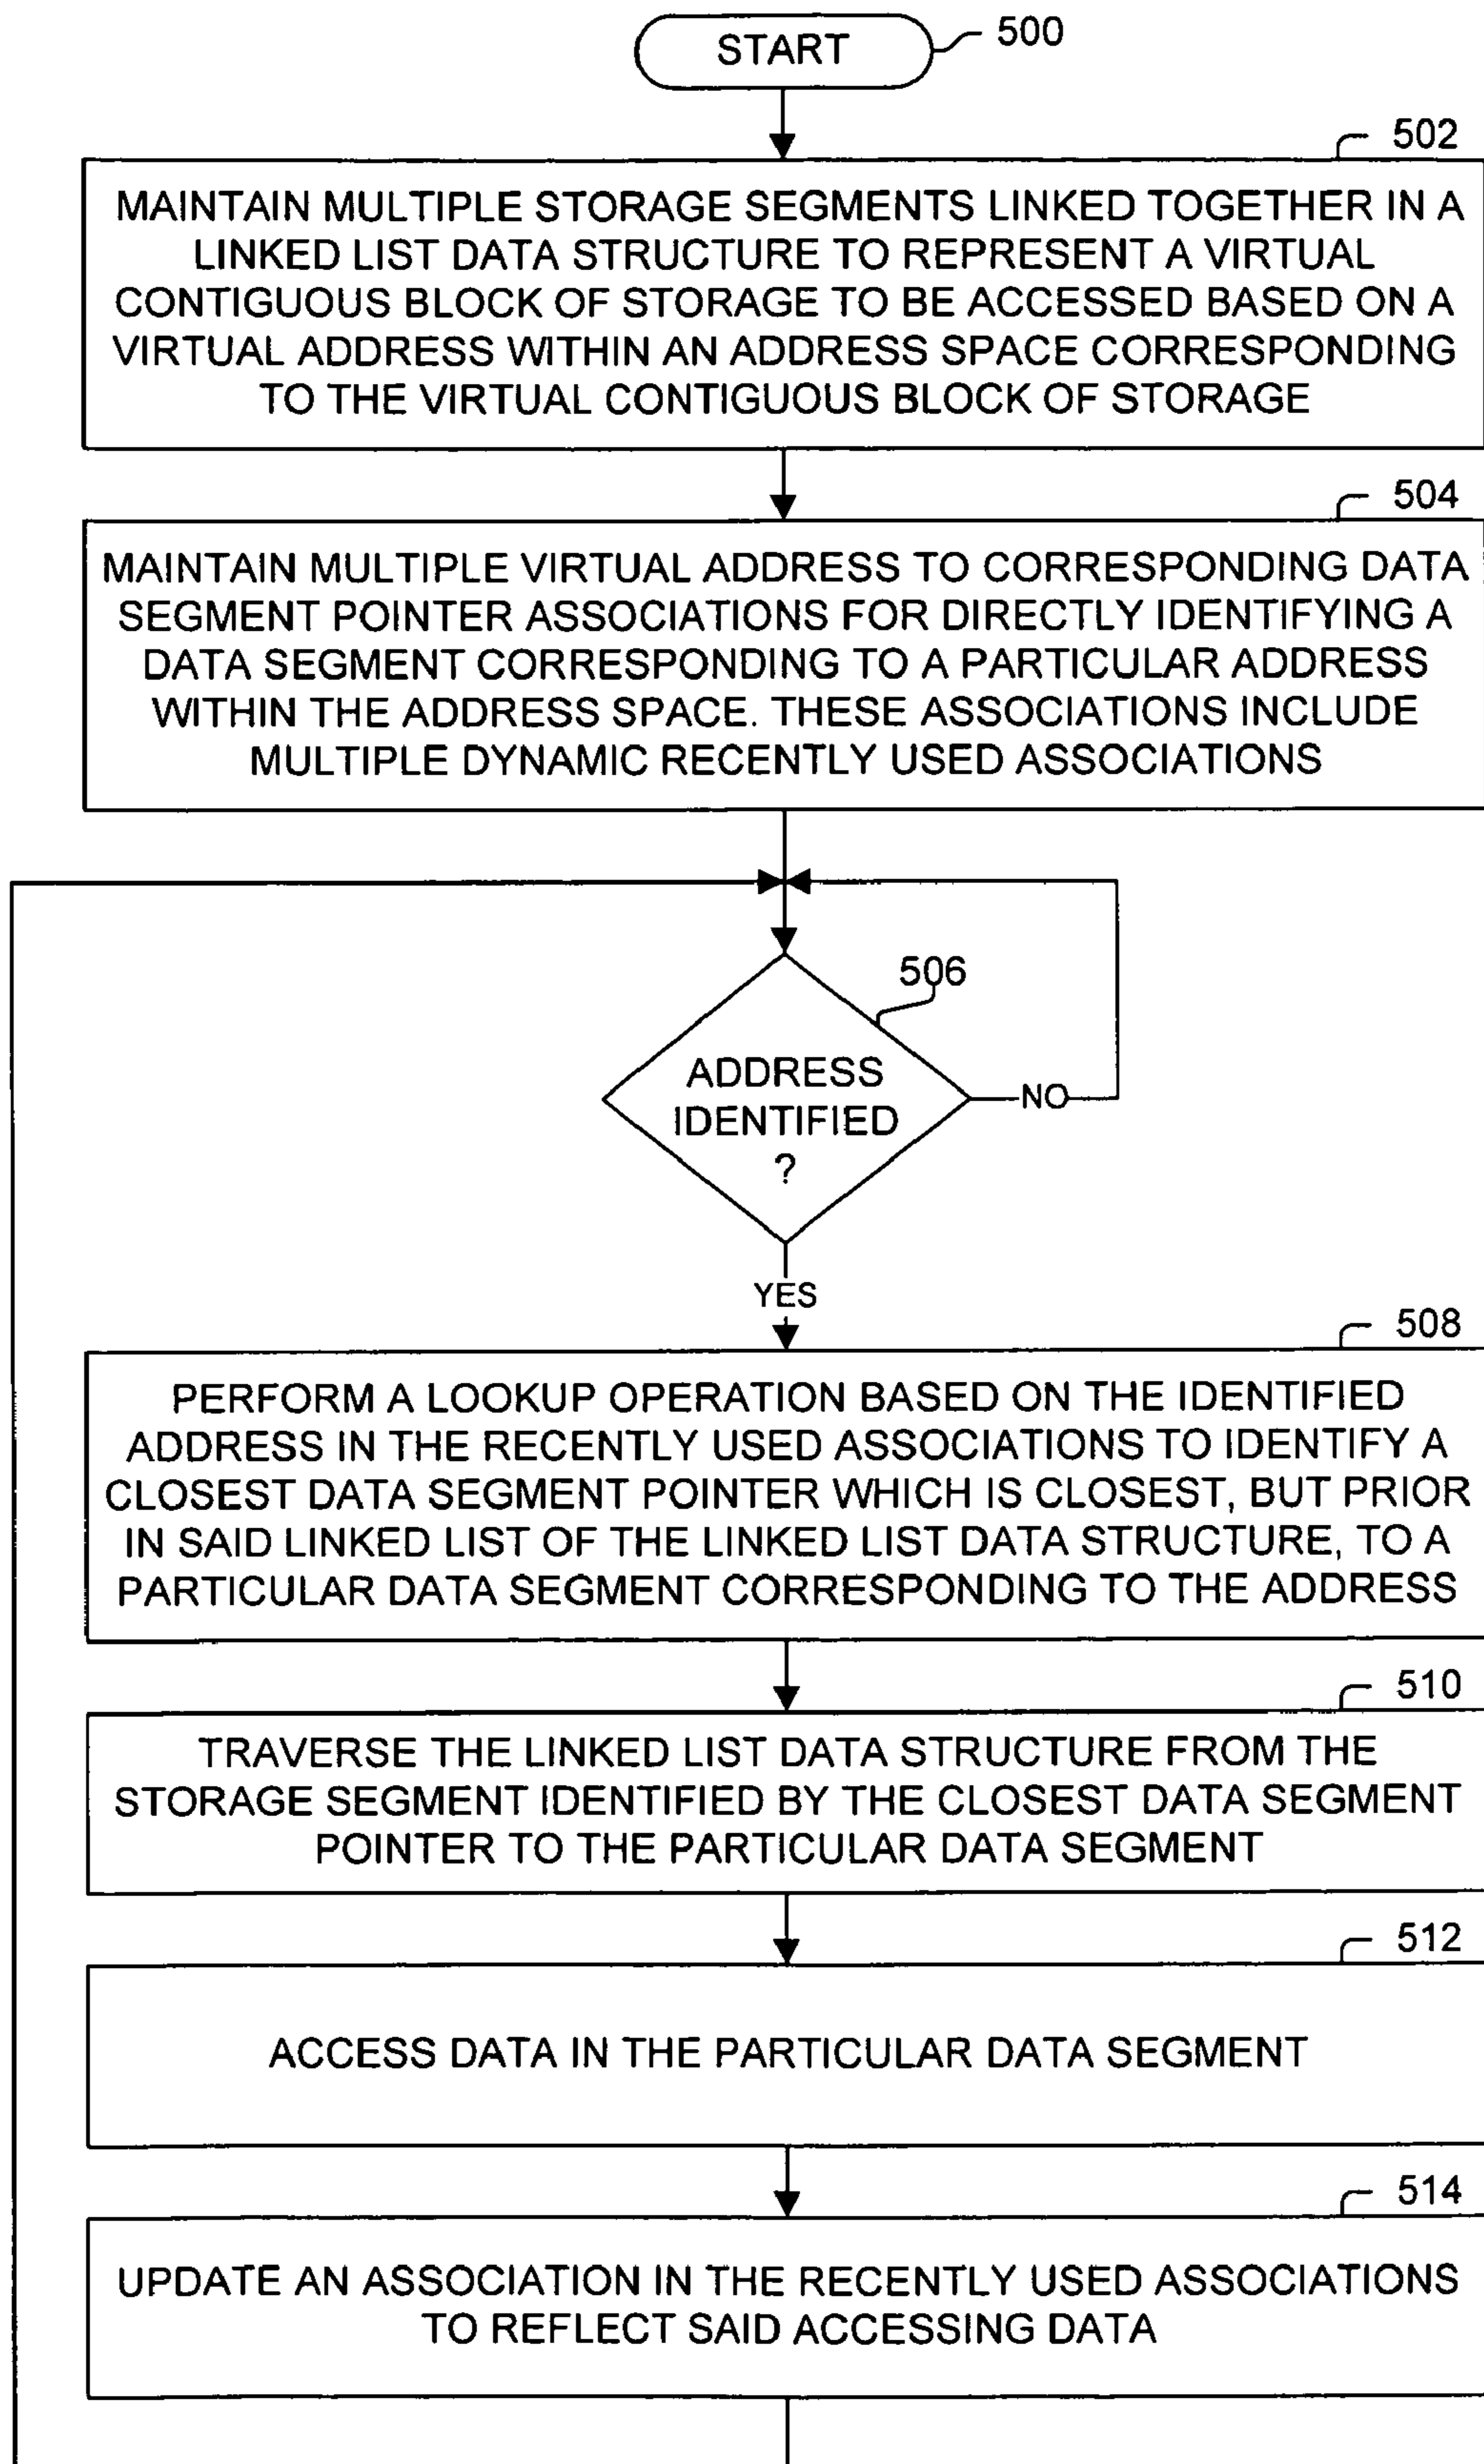 START
500
502
MAINTAIN MULTIPLE STORAGE SEGMENTS LINKED TOGETHER IN A
LINKED LIST DATA STRUCTURE TO REPRESENT A VIRTUAL
CONTIGUOUS BLOCK OF STORAGE TO BE ACCESSED BASED ON A
VIRTUAL ADDRESS WITHIN AN ADDRESS SPACE CORRESPONDING
TO THE VIRTUAL CONTIGUOUS BLOCK OF STORAGE
504
MAINTAIN MULTIPLE VIRTUAL ADDRESS TO CORRESPONDING DATA
SEGMENT POINTER ASSOCIATIONS FOR DIRECTLY IDENTIFYING A
DATA SEGMENT CORRESPONDING TO A PARTICULAR ADDRESS
WITHIN THE ADDRESS SPACE. THESE ASSOCIATIONS INCLUDE
MULTIPLE DYNAMIC RECENTLY USED ASSOCIATIONS
506
ADDRESS
IDENTIFIED
?
NO
YES
508
PERFORM A LOOKUP OPERATION BASED ON THE IDENTIFIED
ADDRESS IN THE RECENTLY USED ASSOCIATIONS TO IDENTIFY A
CLOSEST DATA SEGMENT POINTER WHICH IS CLOSEST, BUT PRIOR
IN SAID LINKED LIST OF THE LINKED LIST DATA STRUCTURE, TO A
PARTICULAR DATA SEGMENT CORRESPONDING TO THE ADDRESS
510
TRAVERSE THE LINKED LIST DATA STRUCTURE FROM THE
STORAGE SEGMENT IDENTIFIED BY THE CLOSEST DATA SEGMENT
POINTER TO THE PARTICULAR DATA SEGMENT
512
ACCESS DATA IN THE PARTICULAR DATA SEGMENT
514
UPDATE AN ASSOCIATION IN THE RECENTLY USED ASSOCIATIONS
TO REFLECT SAID ACCESSING DATA